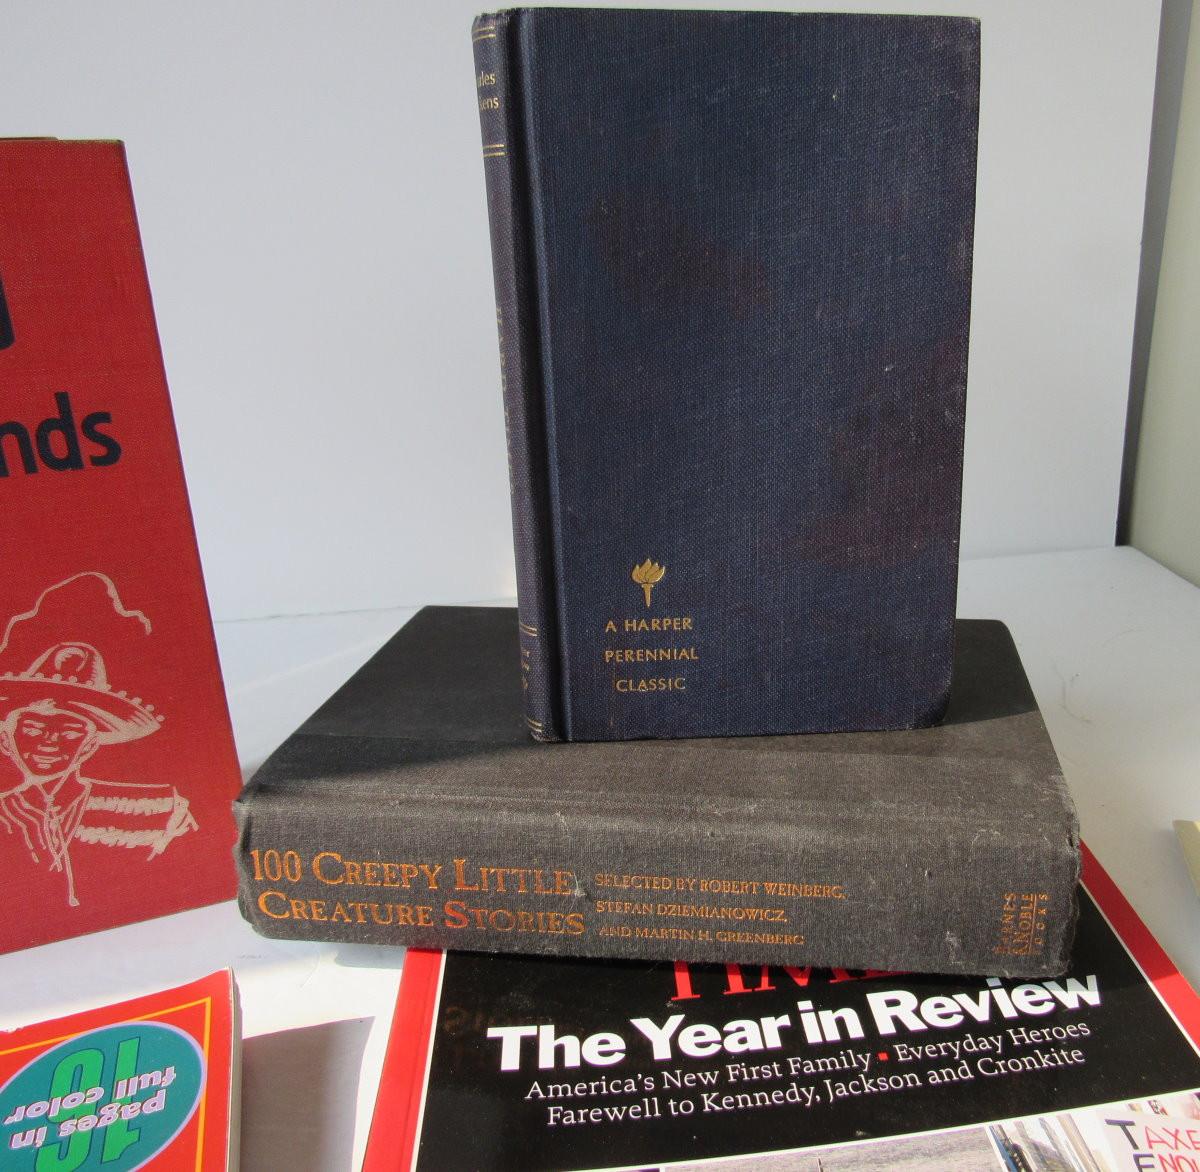 nds
A HARPER
PERENNIAL
CLASSIC
100 CREEPY LITTLE
CREATURE STORIES
SELECTED BY ROBERT WEINBERG,
STEFAN DZIEMIANOWICZ,
AND MARTIN H. GREENBERG
BARNES
&NOBLE
BOOKS
TIME
The Year in Review
America's New First Family ▪ Everyday Heroes
Farewell to Kennedy, Jackson and Cronkite
16
pages in
full color
TAXE